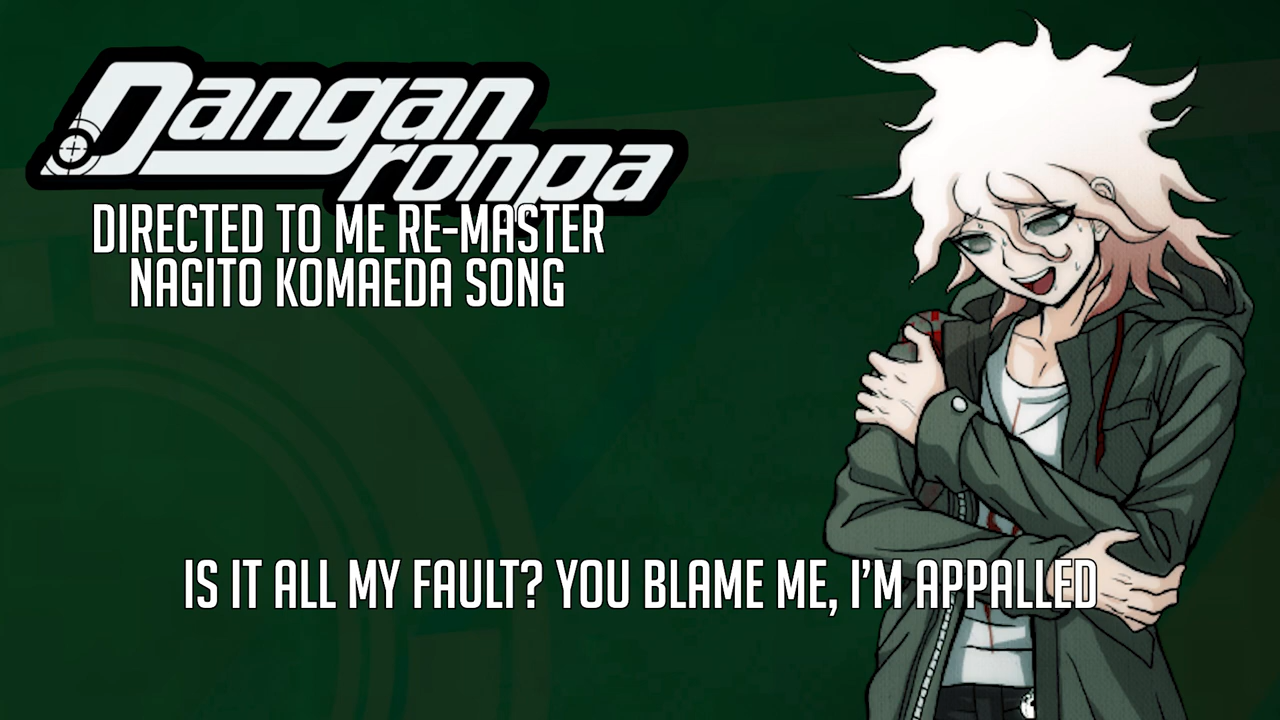 Dangan
ronpa
DIRECTED TO ME RE-MASTER
NAGITO KOMAEDA SONG
IS IT ALL MY FAULT? YOU BLAME ME, I'M APPALLED